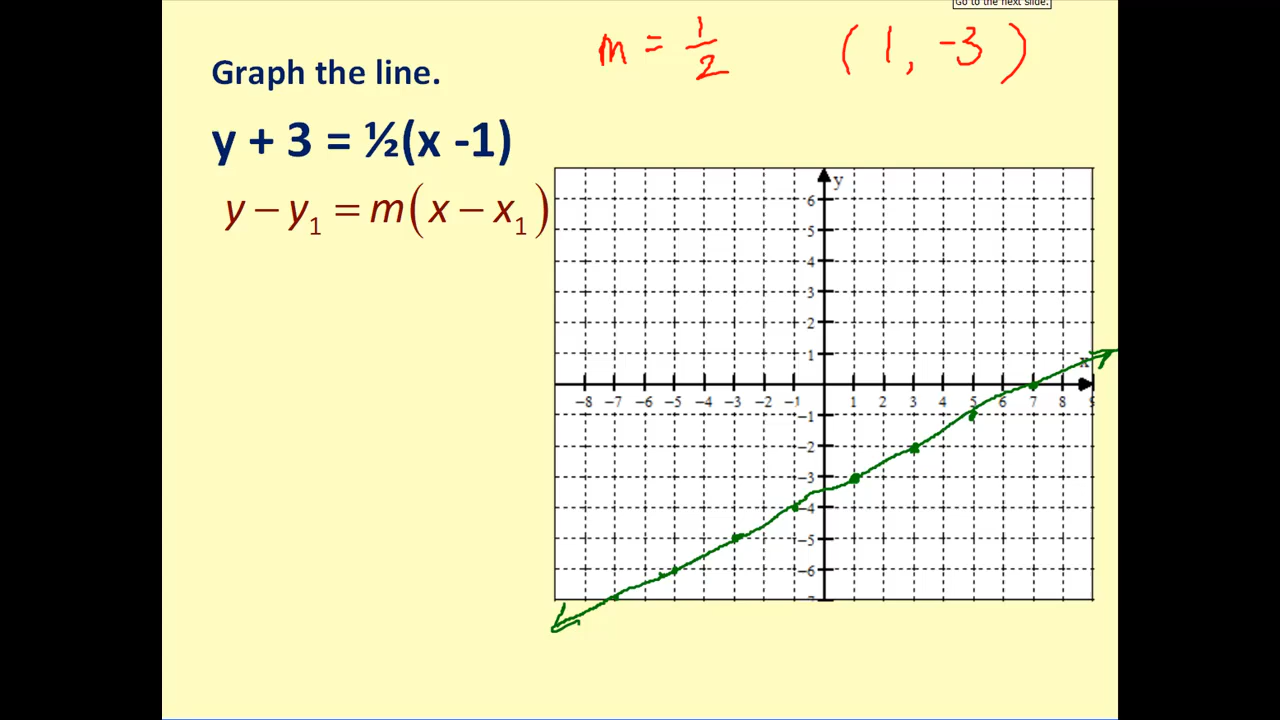 Go to the next slide.
m = 1/2 (1, -3)
Graph the line.
y + 3 = ½(x -1)
y − y₁ = m(x − x₁)
y
6
5
4
3
2
1
x
−8 −7 −6 −5 −4 −3 −2 −1 1 2 3 4 5 6 7 8 9
−1
−2
−3
−4
−5
−6
-7